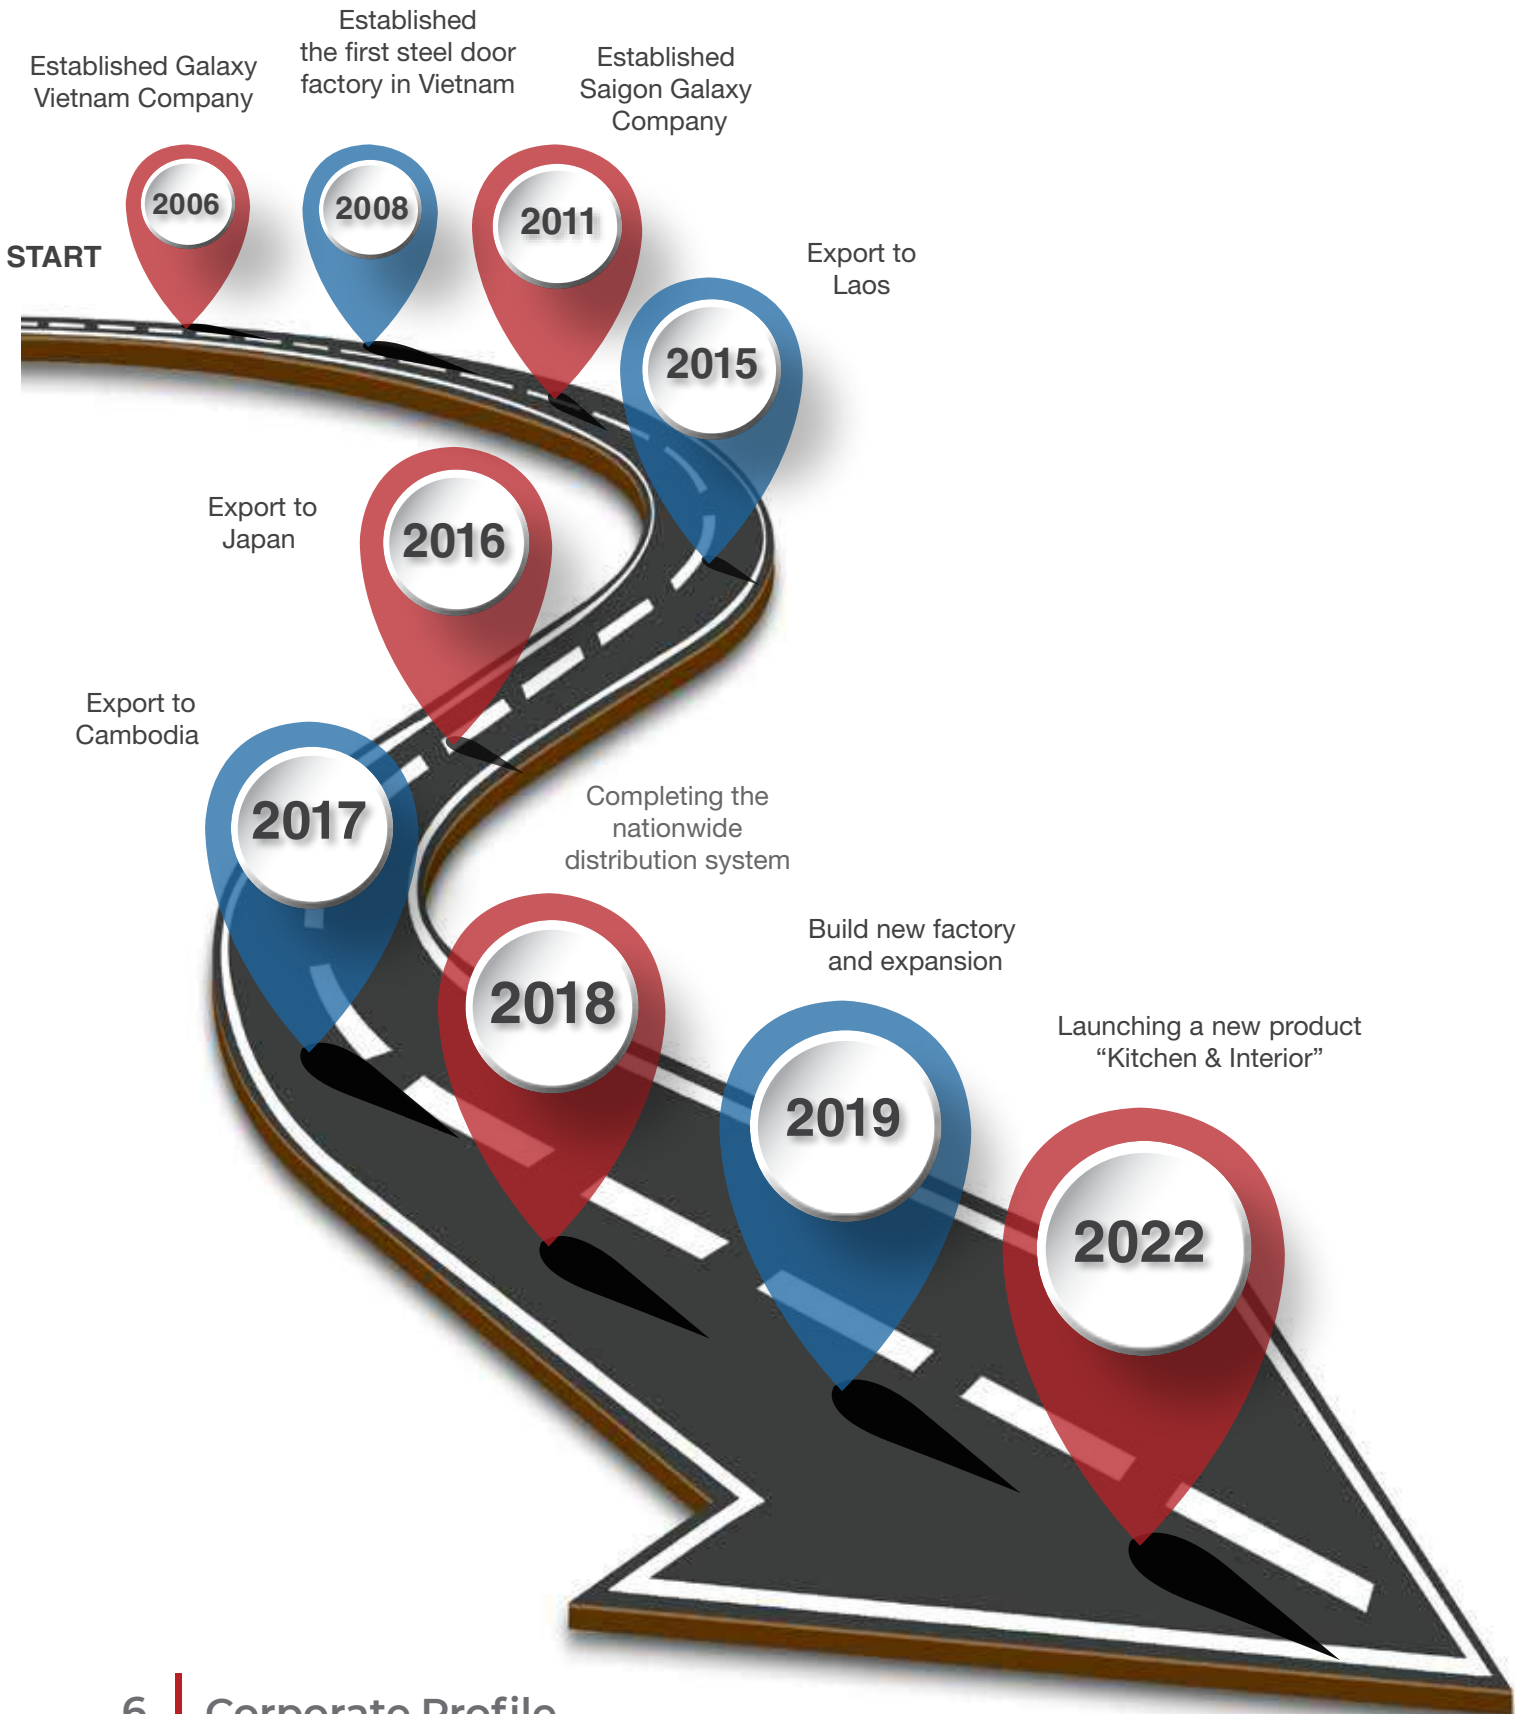 Established Galaxy
Vietnam Company
Established
the first steel door
factory in Vietnam
Established
Saigon Galaxy
Company
2006
2008
2011
START
Export to
Laos
2015
Export to
Japan
2016
Export to
Cambodia
2017
Completing the
nationwide
distribution system
2018
Build new factory
and expansion
2019
Launching a new product
“Kitchen & Interior”
2022
6
Corporate Profile